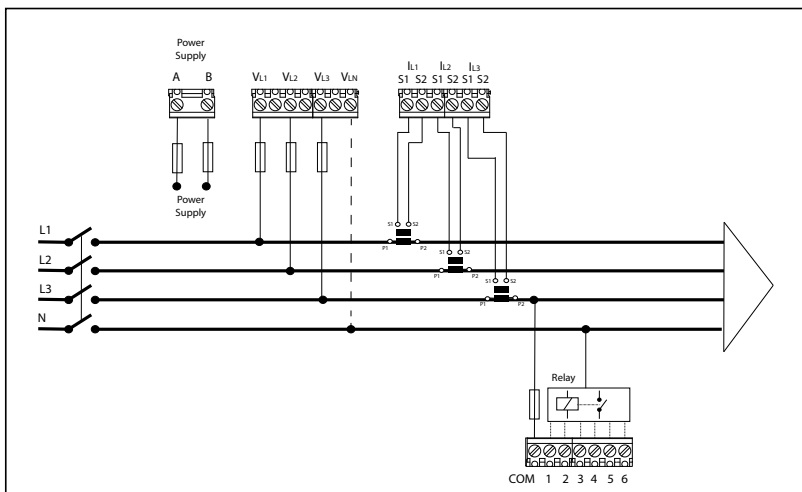 Power
Supply
A B
VL1 VL2 VL3 VLN
IL1 IL2 IL3
S1 S2 S1 S2 S1 S2
Power
Supply
L1
S1 S2
P1 P2
L2
S1 S2
P1 P2
L3
S1 S2
P1 P2
N
Relay
COM 1 2 3 4 5 6